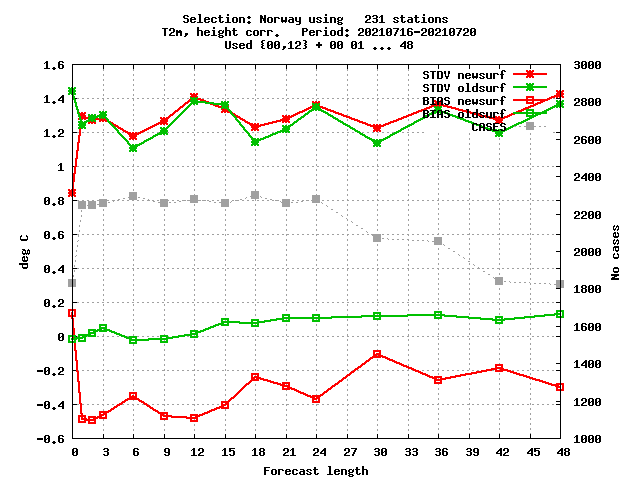 Selection: Norway using   231 stations
T2m, height corr.   Period: 20210716-20210720
Used {00,12} + 00 01 ... 48
STDV newsurf
STDV oldsurf
BIAS newsurf
BIAS oldsurf
CASES
1.6
1.4
1.2
1
0.8
0.6
0.4
0.2
0
-0.2
-0.4
-0.6
deg C
3000
2800
2600
2400
2200
2000
1800
1600
1400
1200
1000
No cases
0 3 6 9 12 15 18 21 24 27 30 33 36 39 42 45 48
Forecast length